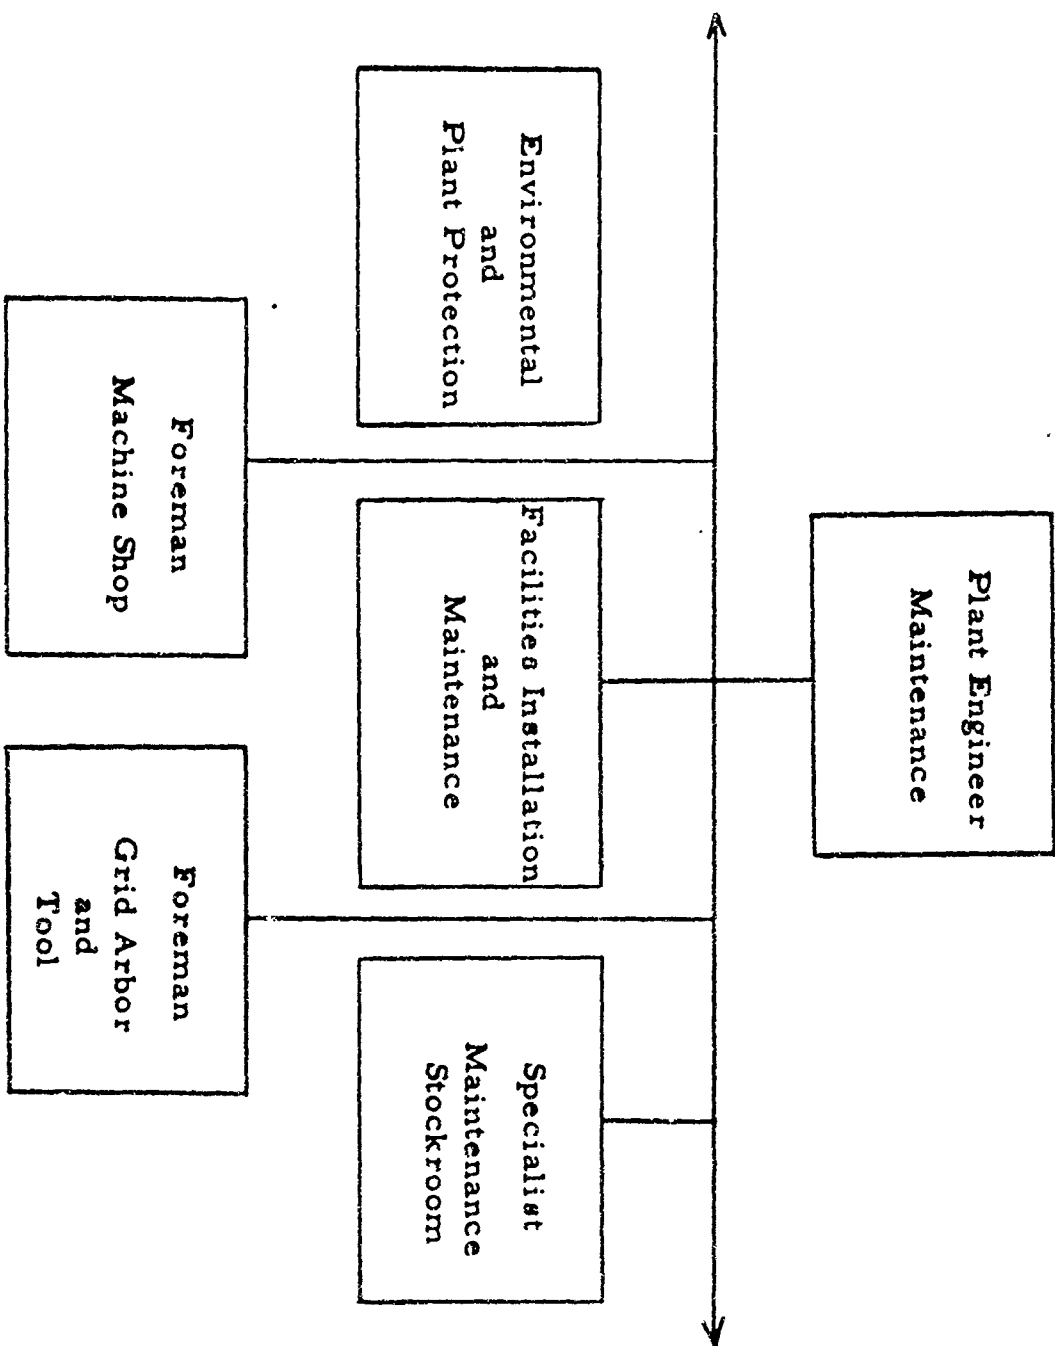 Plant Engineer
Maintenance
Environmental
and
Plant Protection
Facilities Installation
and
Maintenance
Specialist
Maintenance
Stockroom
Foreman
Machine Shop
Foreman
Grid Arbor
and
Tool